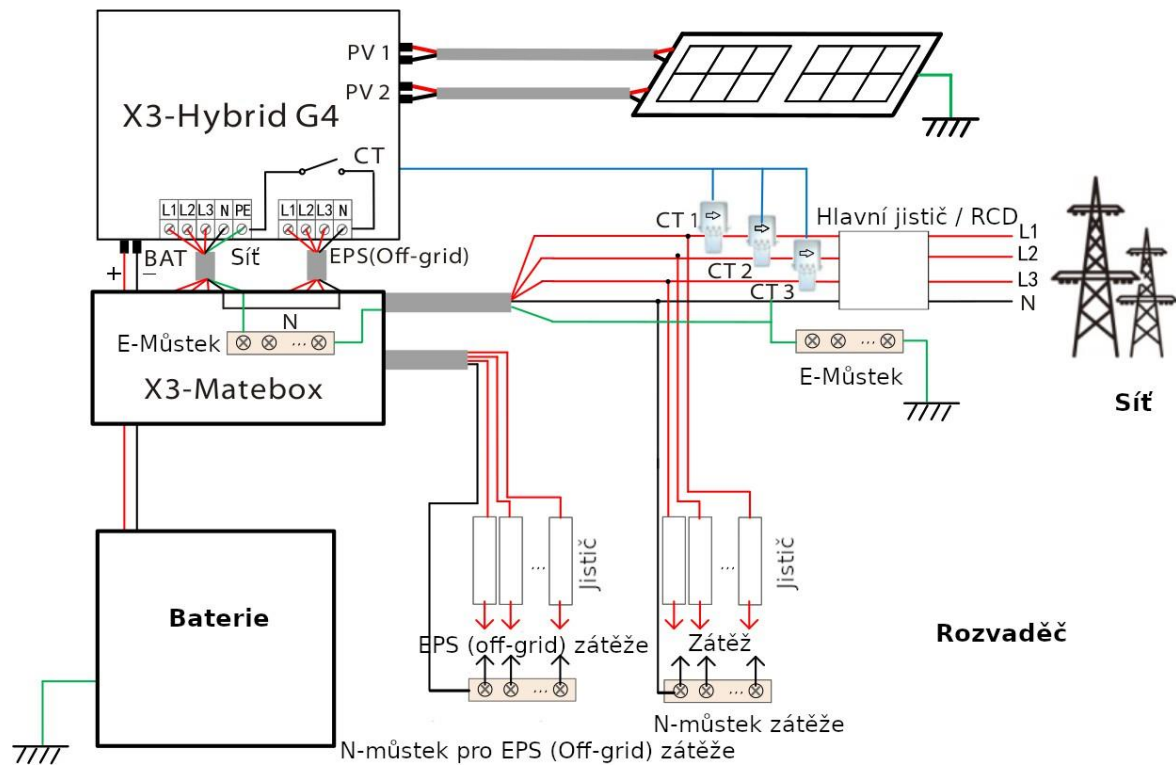 PV 1
PV 2
X3-Hybrid G4
CT
L1 L2 L3 N PE
L1 L2 L3 N
+ BAT –
Síť
EPS(Off-grid)
CT 1
CT 2
CT 3
Hlavní jistič / RCD
L1
L2
L3
N
N
E-Můstek
...
X3-Matebox
...
E-Můstek
Síť
Baterie
...
Jistič
...
Jistič
EPS (off-grid) zátěže
Zátěž
Rozvaděč
...
...
N-můstek zátěže
N-můstek pro EPS (Off-grid) zátěže